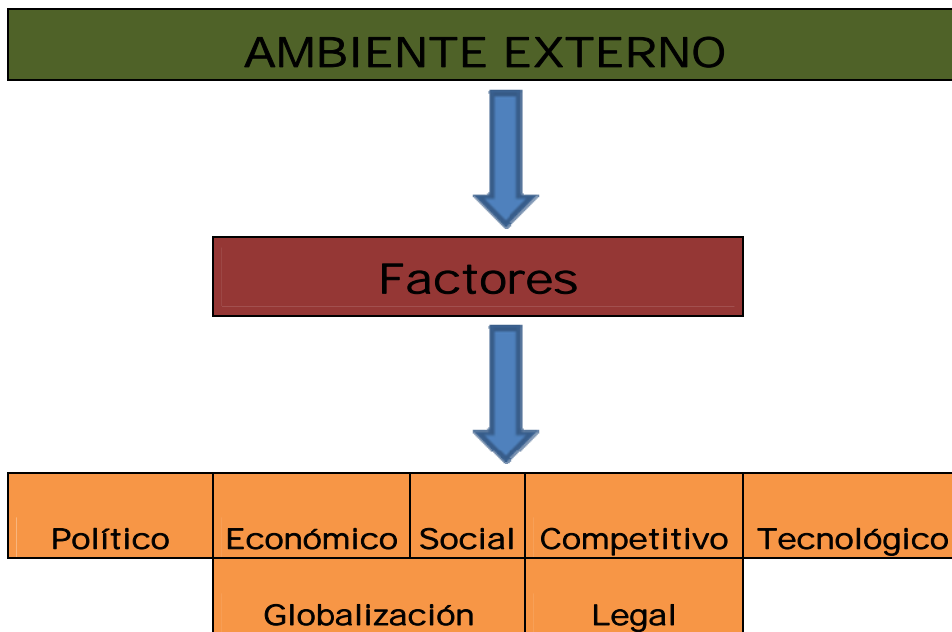 AMBIENTE EXTERNO
Factores
Político Económico Social Competitivo Tecnológico
Globalización Legal